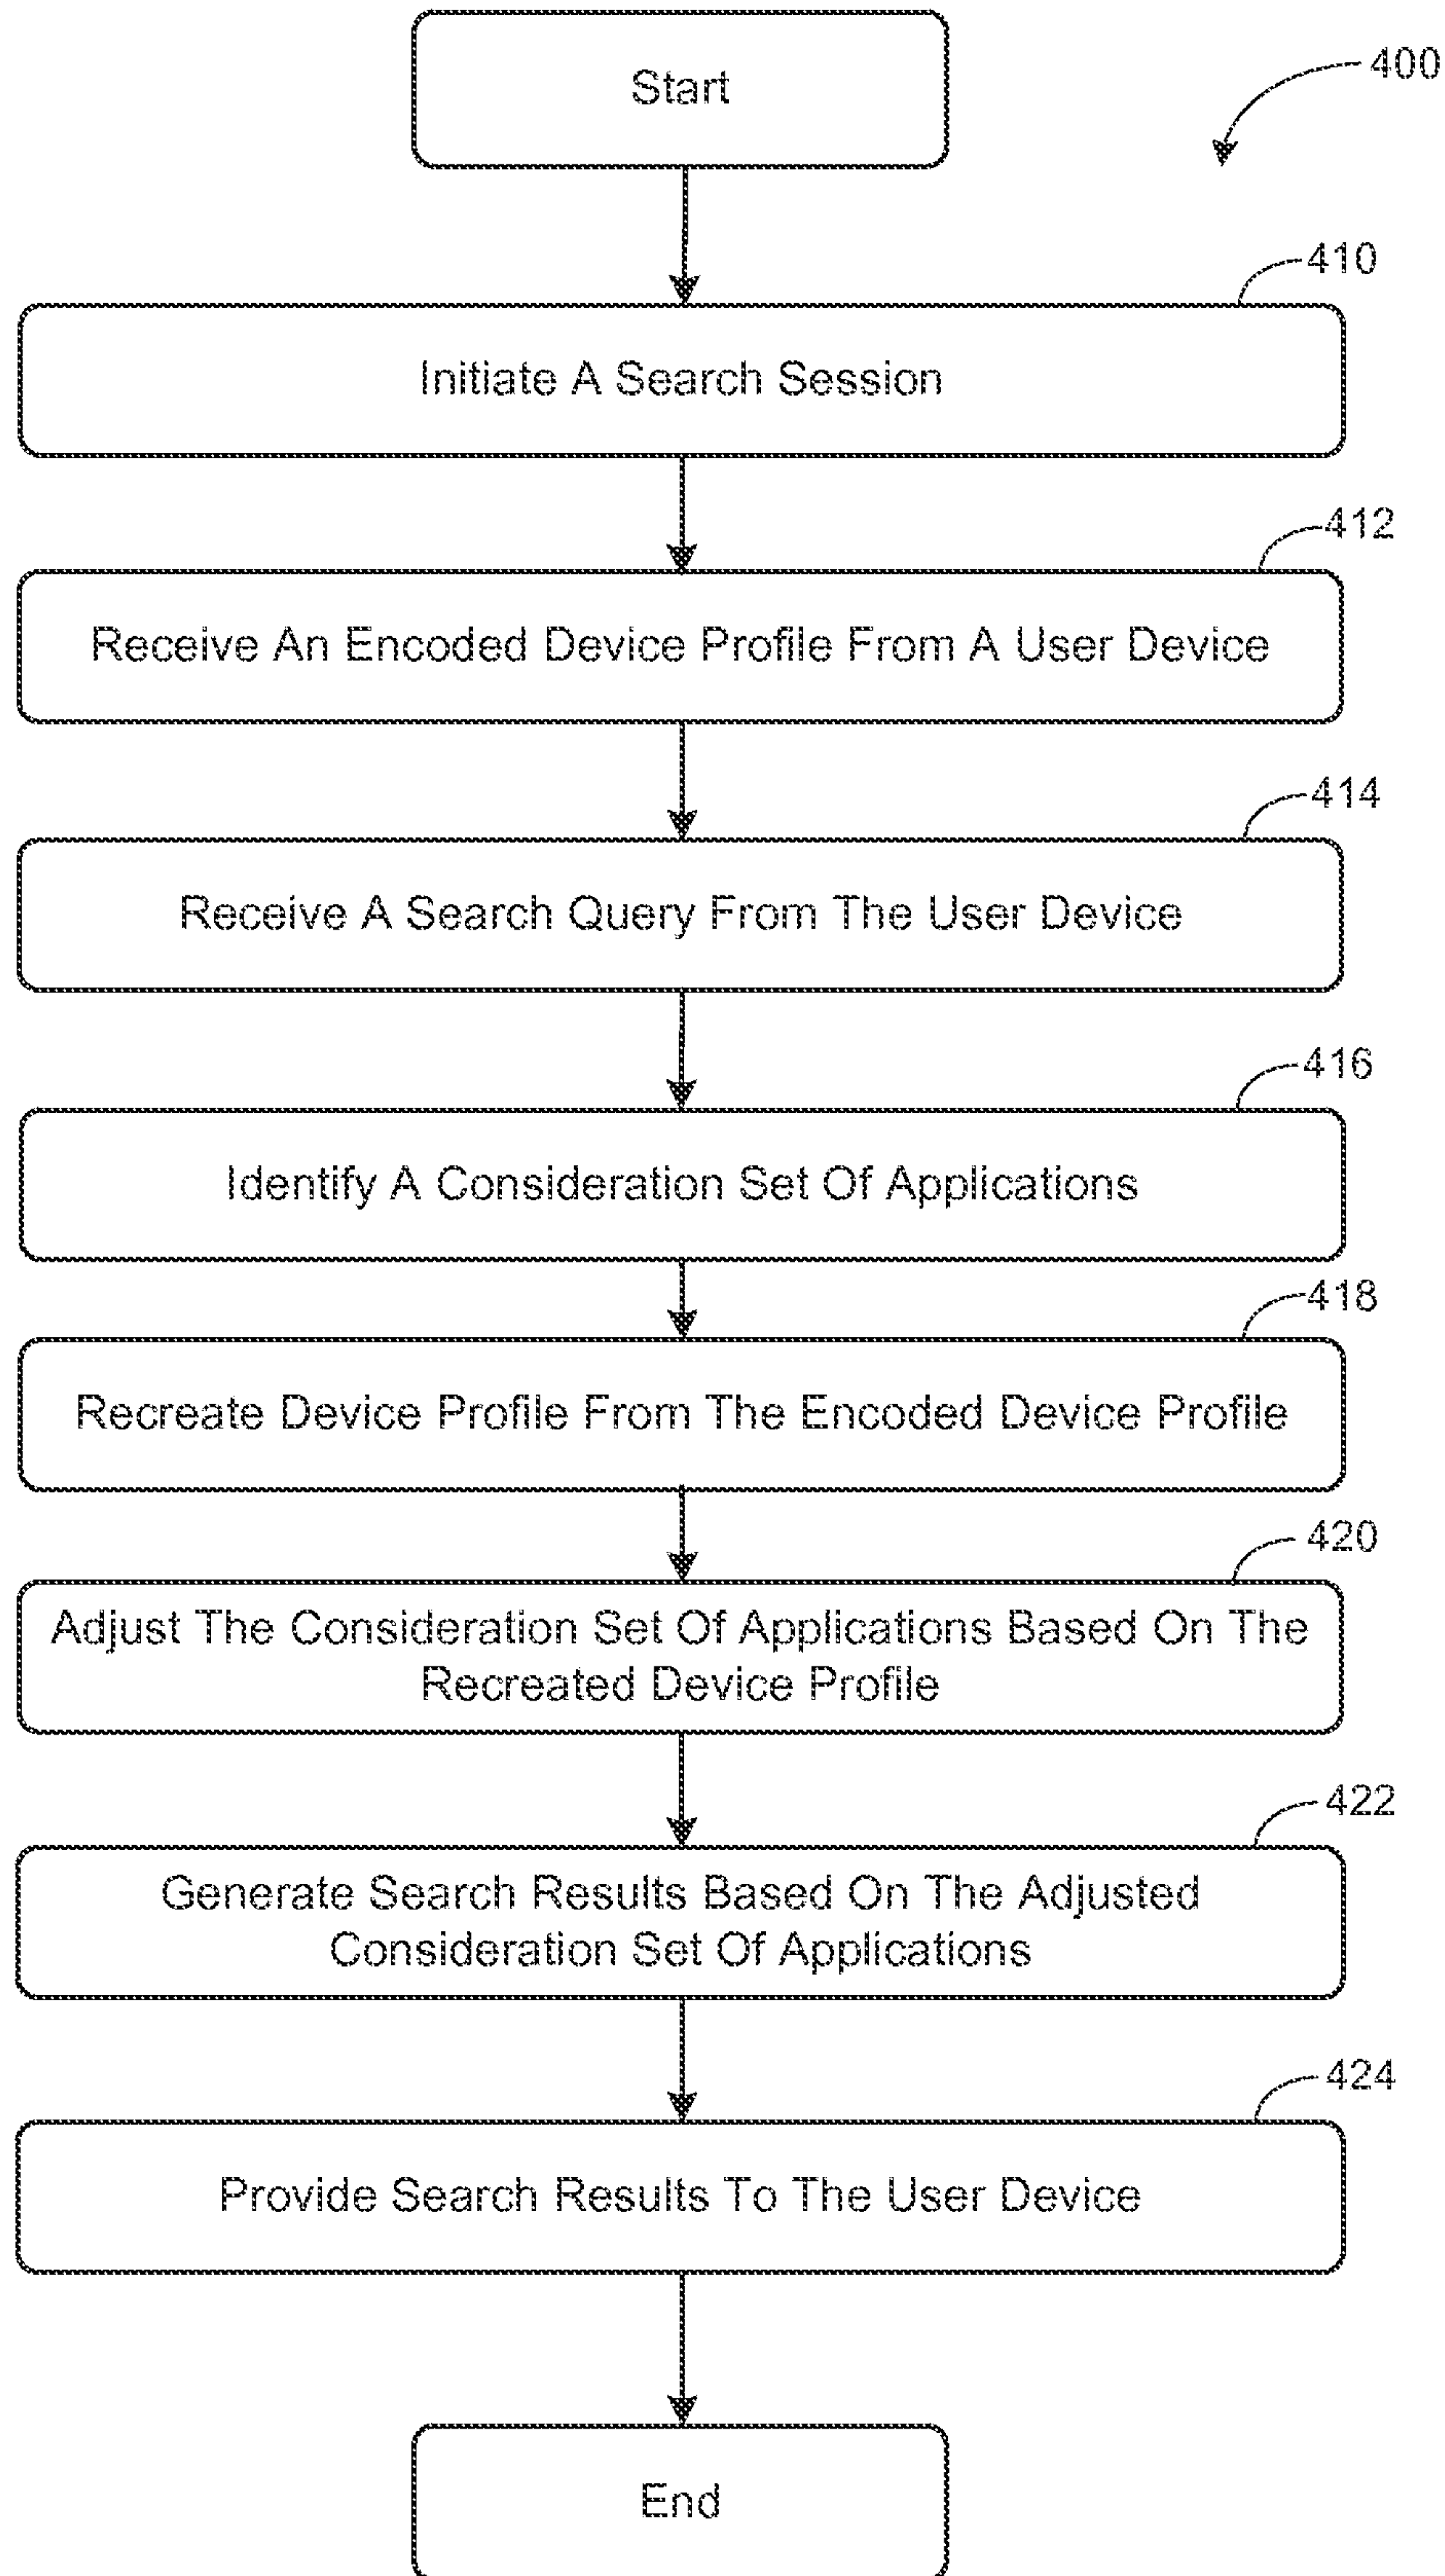 Start
400
410
Initiate A Search Session
412
Receive An Encoded Device Profile From A User Device
414
Receive A Search Query From The User Device
416
Identify A Consideration Set Of Applications
418
Recreate Device Profile From The Encoded Device Profile
420
Adjust The Consideration Set Of Applications Based On The
Recreated Device Profile
422
Generate Search Results Based On The Adjusted
Consideration Set Of Applications
424
Provide Search Results To The User Device
End